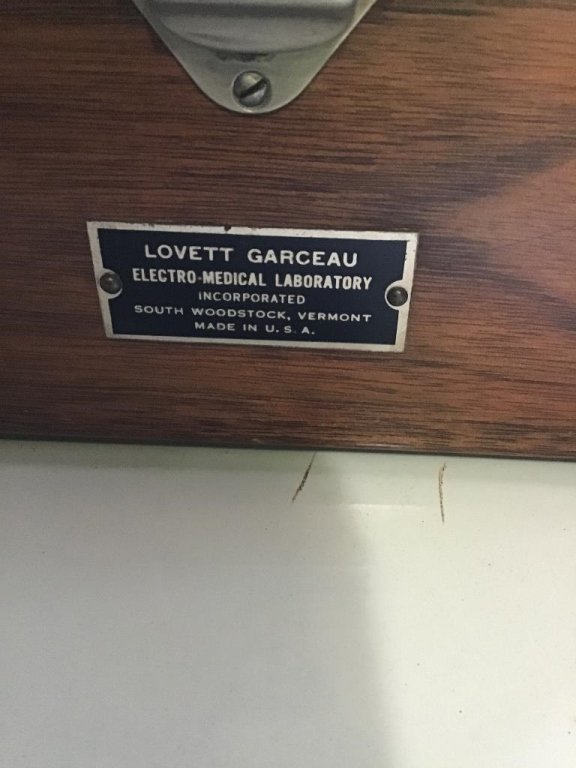 LOVETT GARCEAU
ELECTRO-MEDICAL LABORATORY
INCORPORATED
SOUTH WOODSTOCK, VERMONT
MADE IN U.S.A.